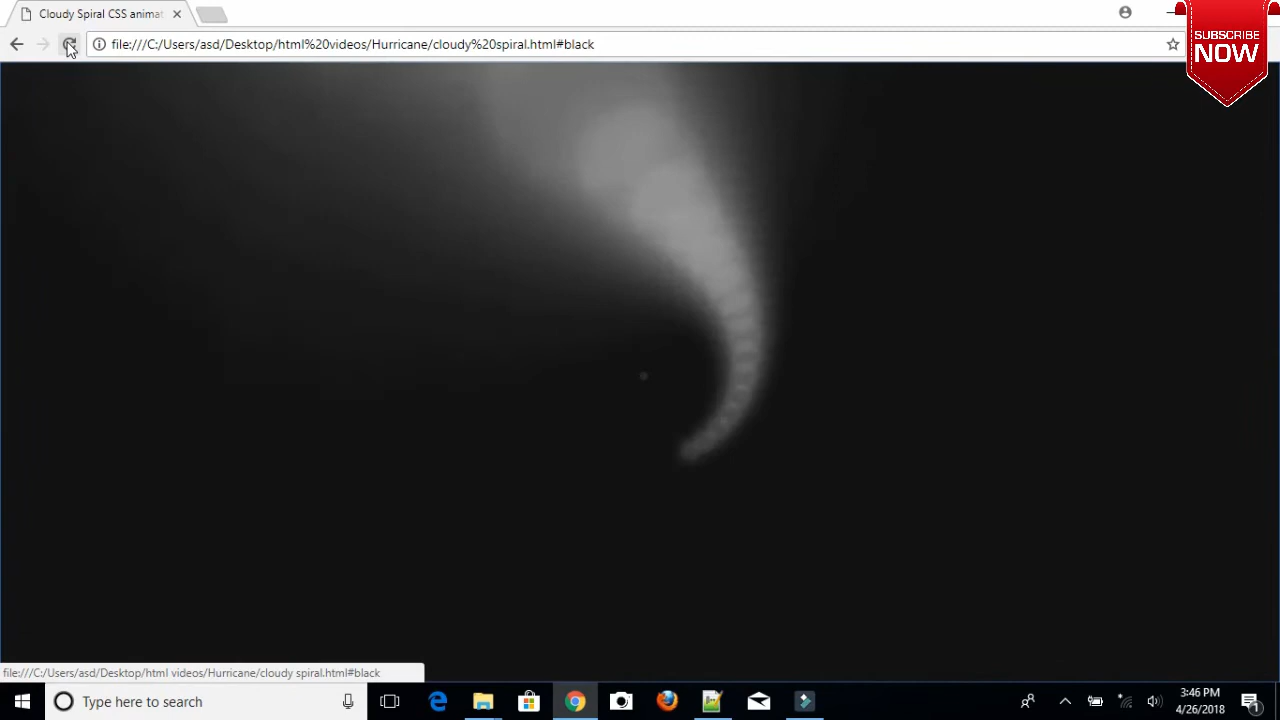 Cloudy Spiral CSS animat
file:///C:/Users/asd/Desktop/html%20videos/Hurricane/cloudy%20spiral.html#black
SUBSCRIBE
NOW
file:///C:/Users/asd/Desktop/html videos/Hurricane/cloudy spiral.html#black
Type here to search
3:46 PM
4/26/2018
1